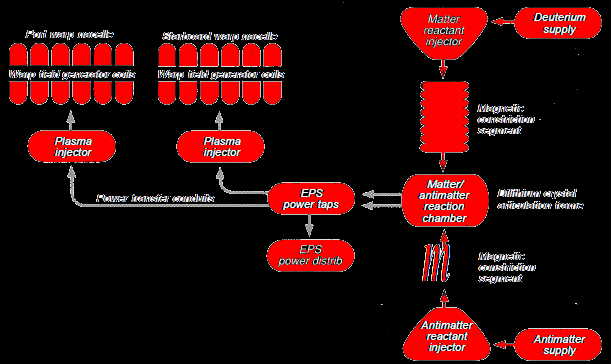 Port warp nacelle
Starboard warp nacelle
Matter
reactant
injector
Deuterium
supply
Warp field generator coils
Warp field generator coils
Magnetic
constriction
segment
Plasma
injector
Plasma
injector
EPS
power taps
Matter/
antimatter
reaction
chamber
Dilithium crystal
articulation frame
Power transfer conduits
EPS
power distrib
Magnetic
constriction
segment
Antimatter
reactant
injector
Antimatter
supply